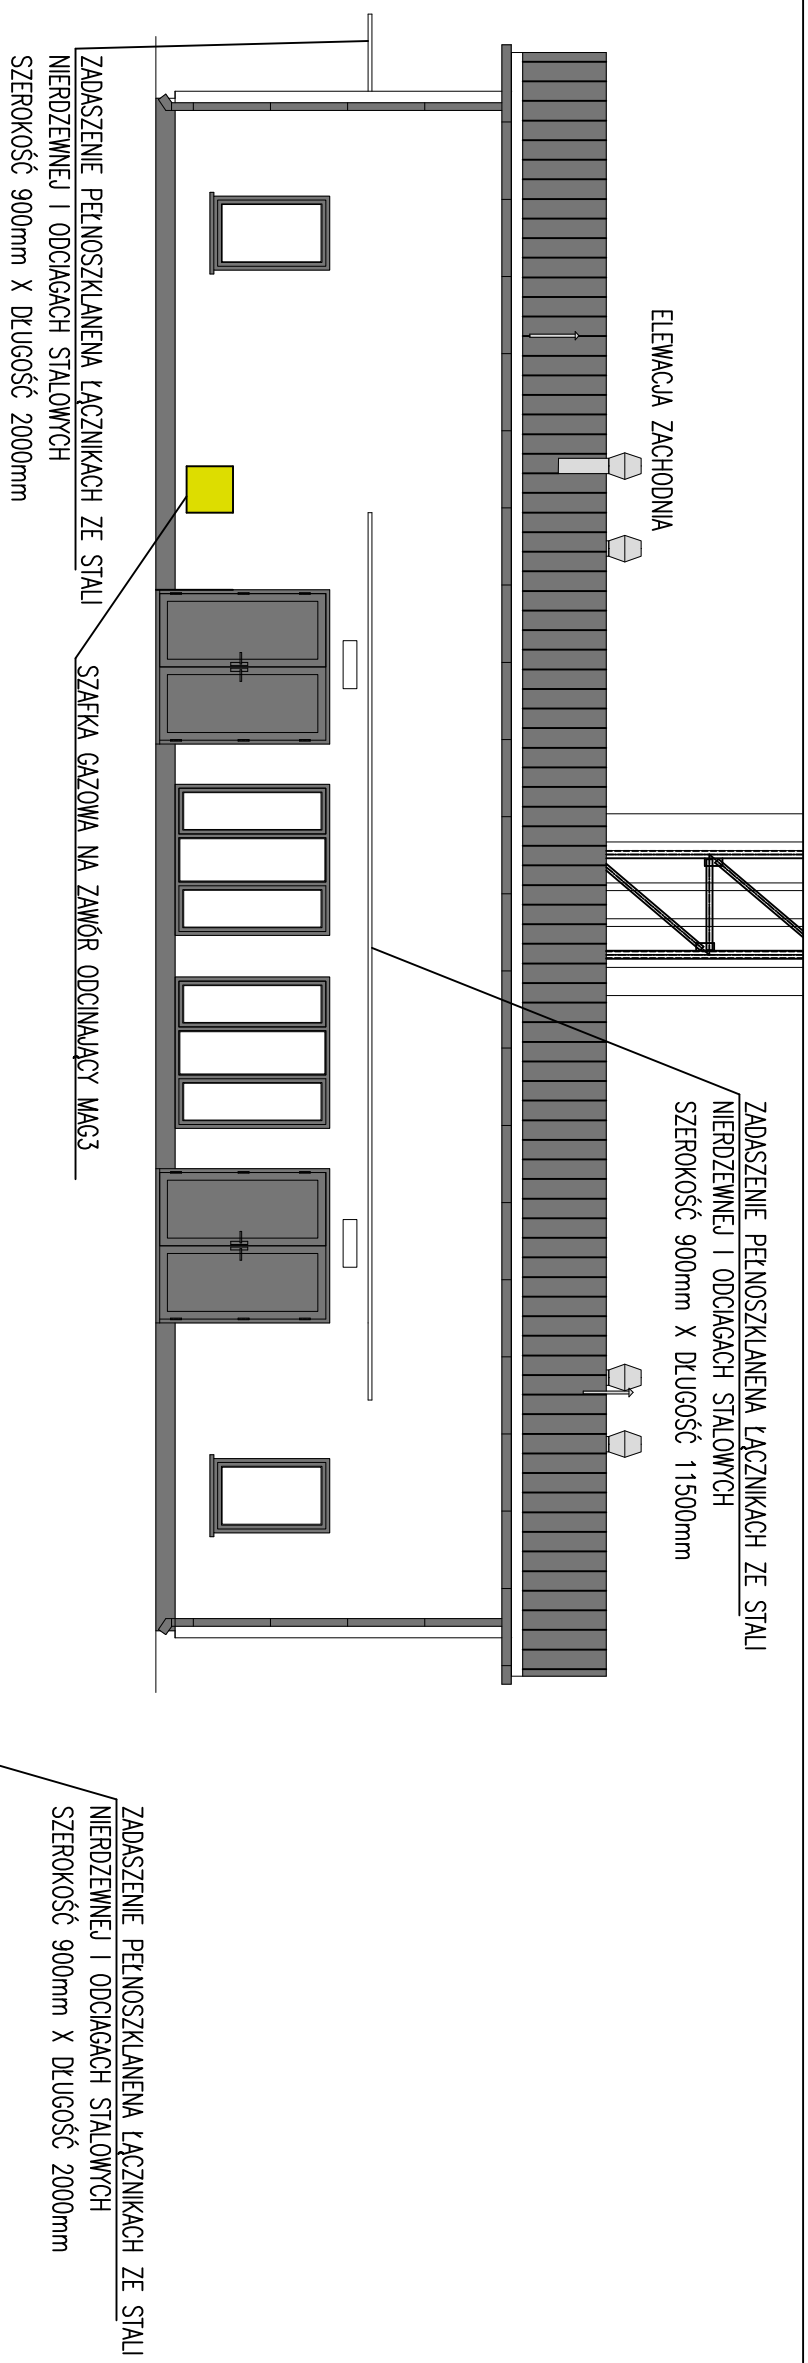 ELEWACJA ZACHODNIA
ZADASZENIE PEŁNOSZKLANENA ŁĄCZNIKACH ZE STALI
NIERDZEWNEJ I ODCIAGACH STALOWYCH
SZEROKOŚĆ 900mm X DŁUGOŚĆ 11500mm
ZADASZENIE PEŁNOSZKLANENA ŁĄCZNIKACH ZE STALI
NIERDZEWNEJ I ODCIAGACH STALOWYCH
SZEROKOŚĆ 900mm X DŁUGOŚĆ 2000mm
SZAFKA GAZOWA NA ZAWÓR ODCINAJĄCY MAG3
ZADASZENIE PEŁNOSZKLANENA ŁĄCZNIKACH ZE STALI
NIERDZEWNEJ I ODCIAGACH STALOWYCH
SZEROKOŚĆ 900mm X DŁUGOŚĆ 2000mm